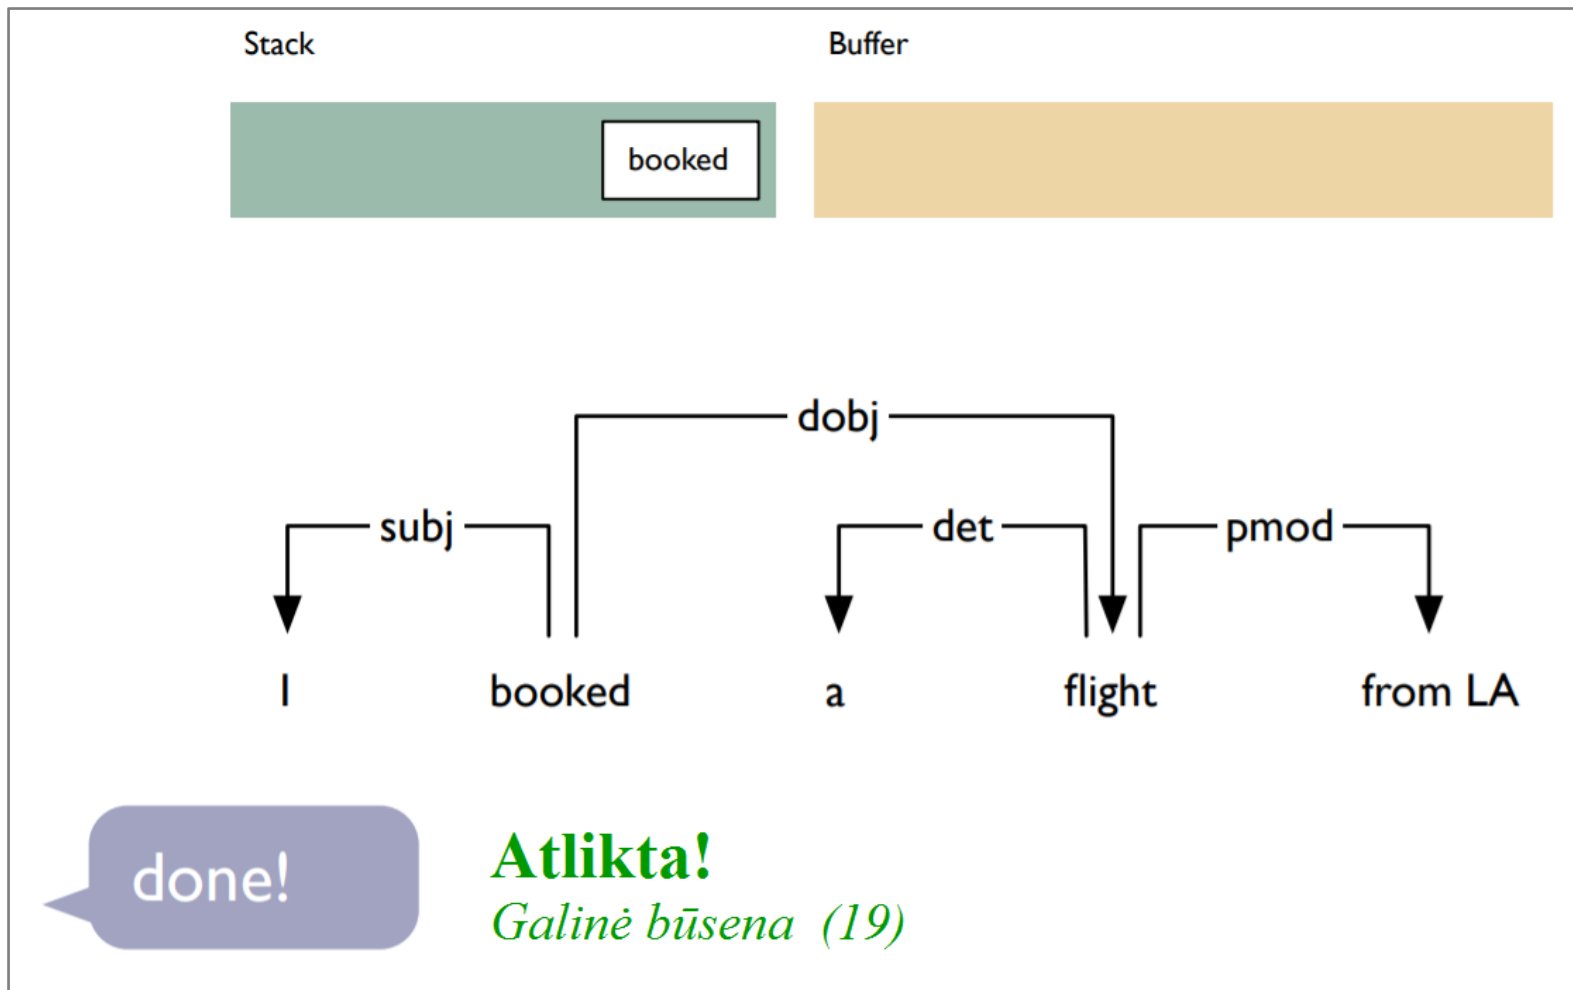 Stack Buffer
booked
dobj
subj det pmod
I booked a flight from LA
done!
Atlikta!
Galinė būsena (19)